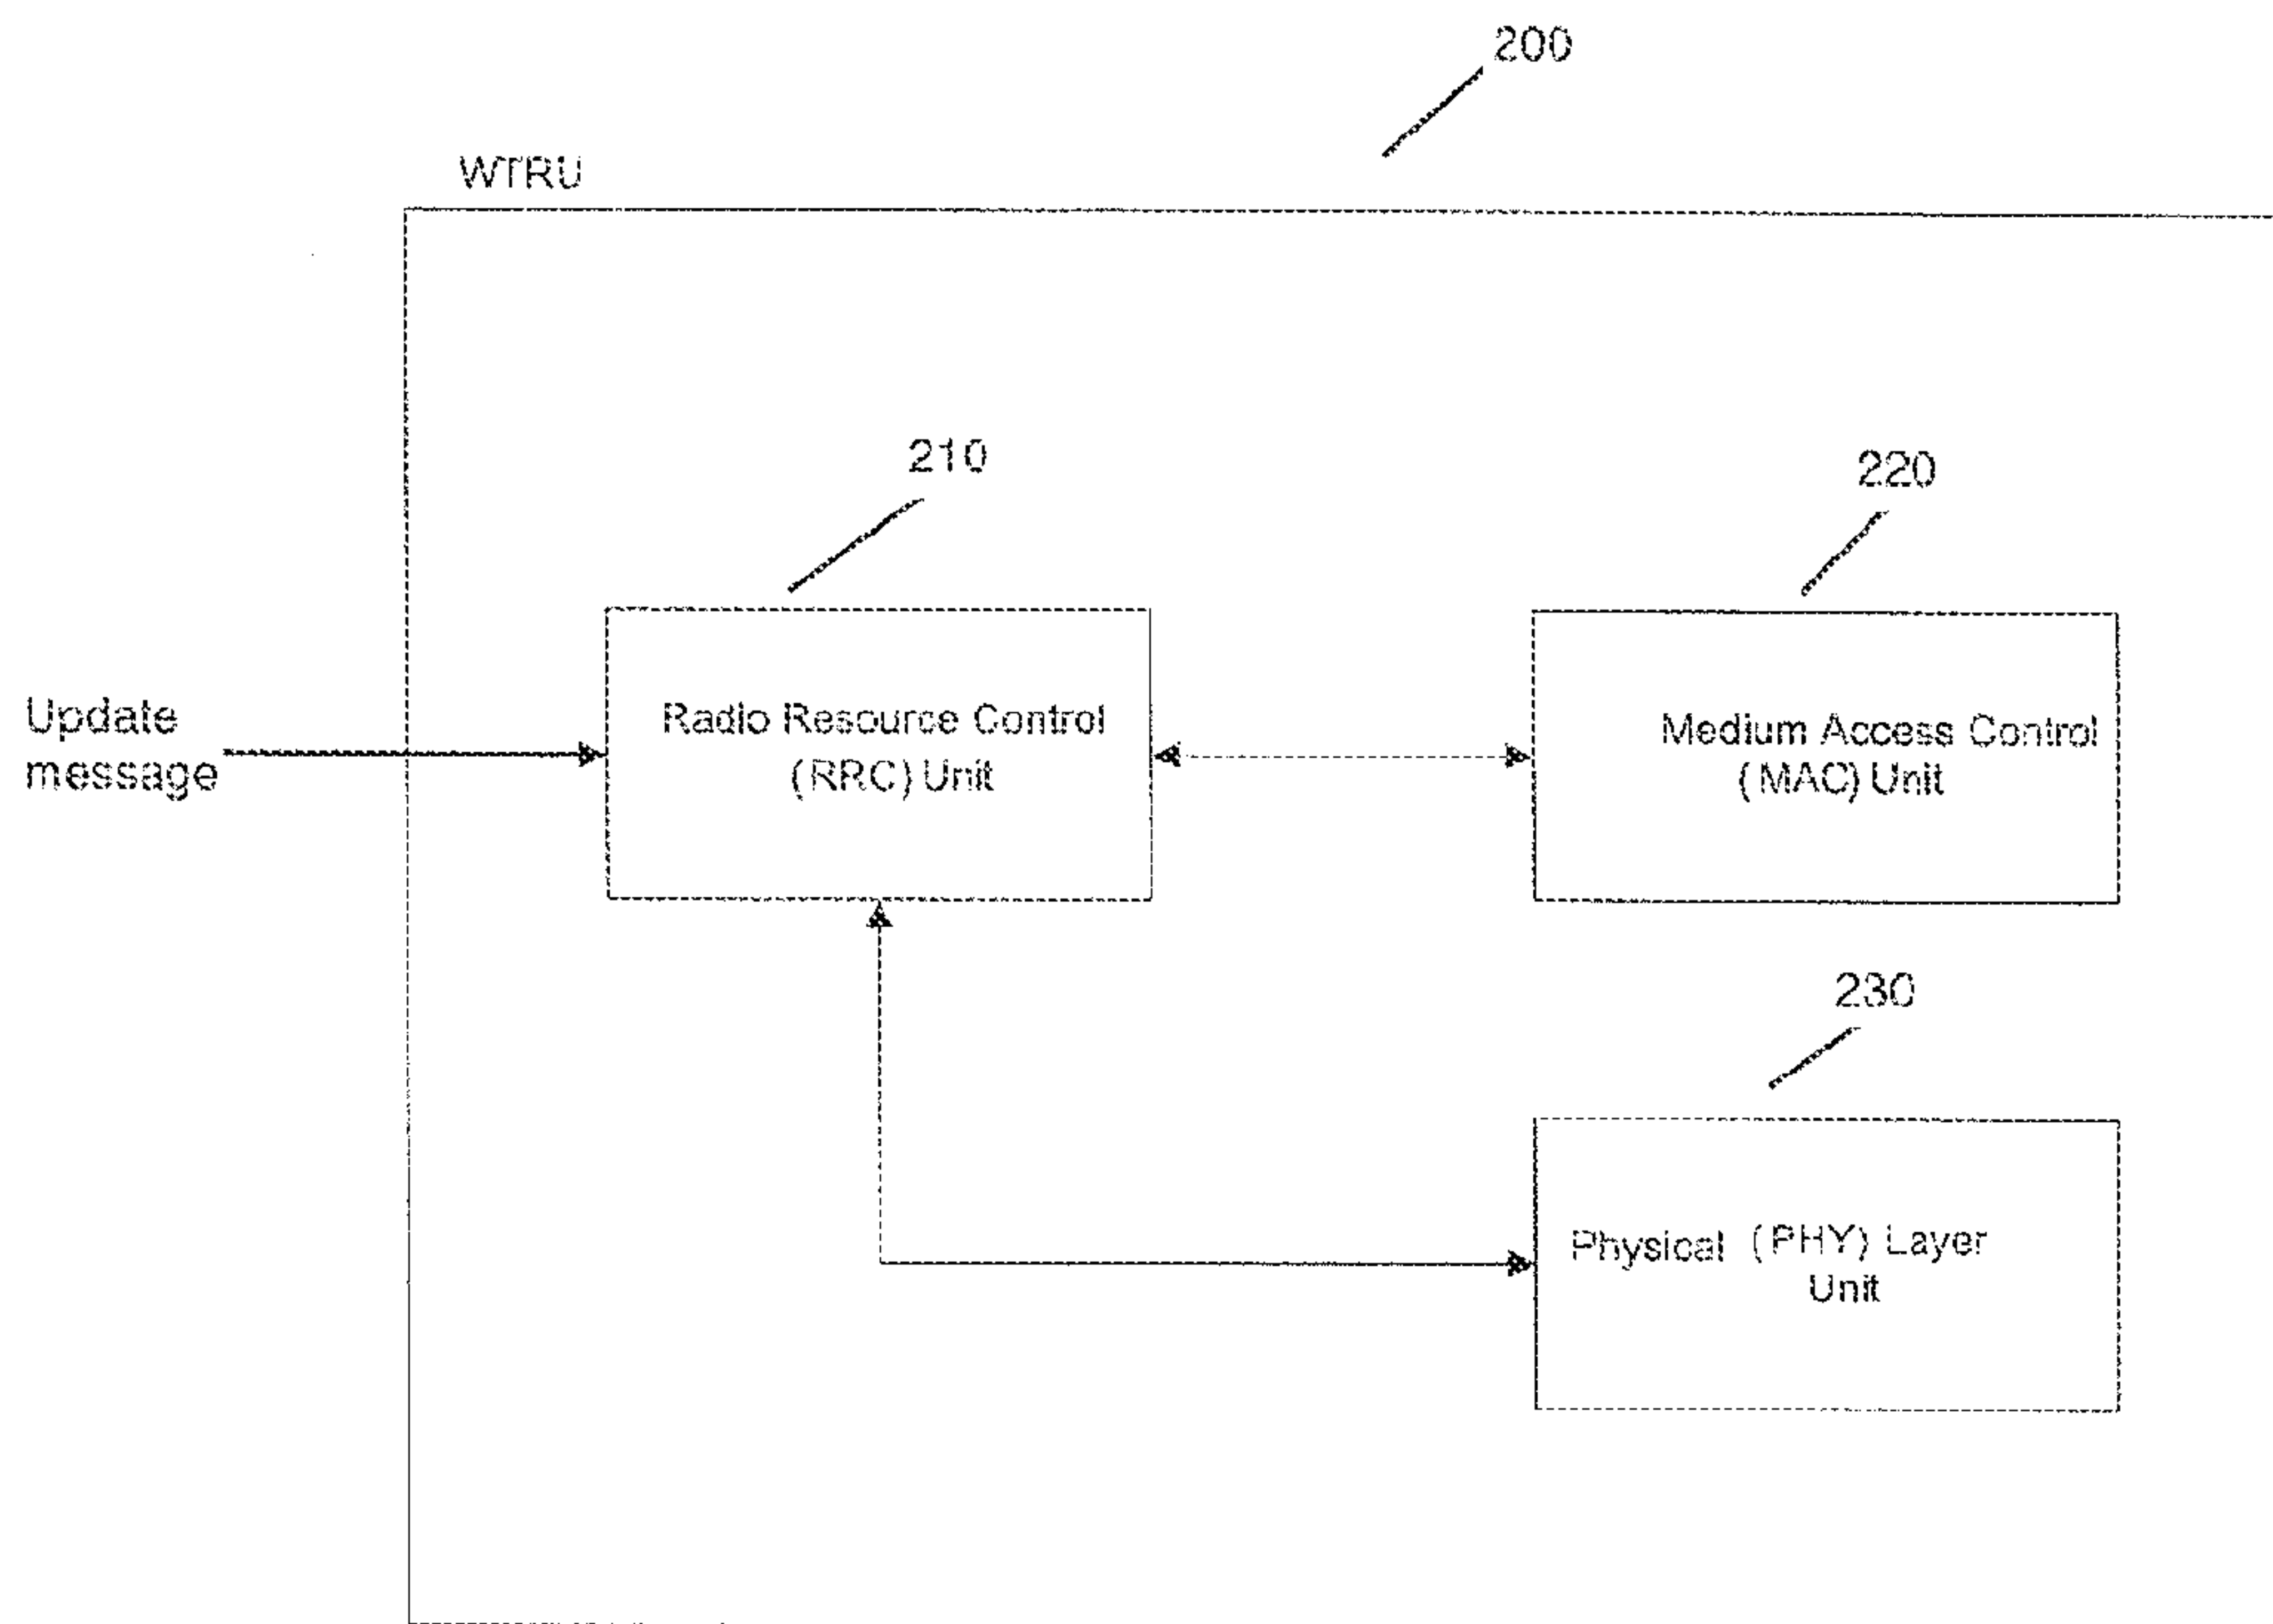 200
WTRU
210
220
Update
message
Radio Resource Control
(RRC) Unit
Medium Access Control
(MAC) Unit
230
Physical (PHY) Layer
Unit